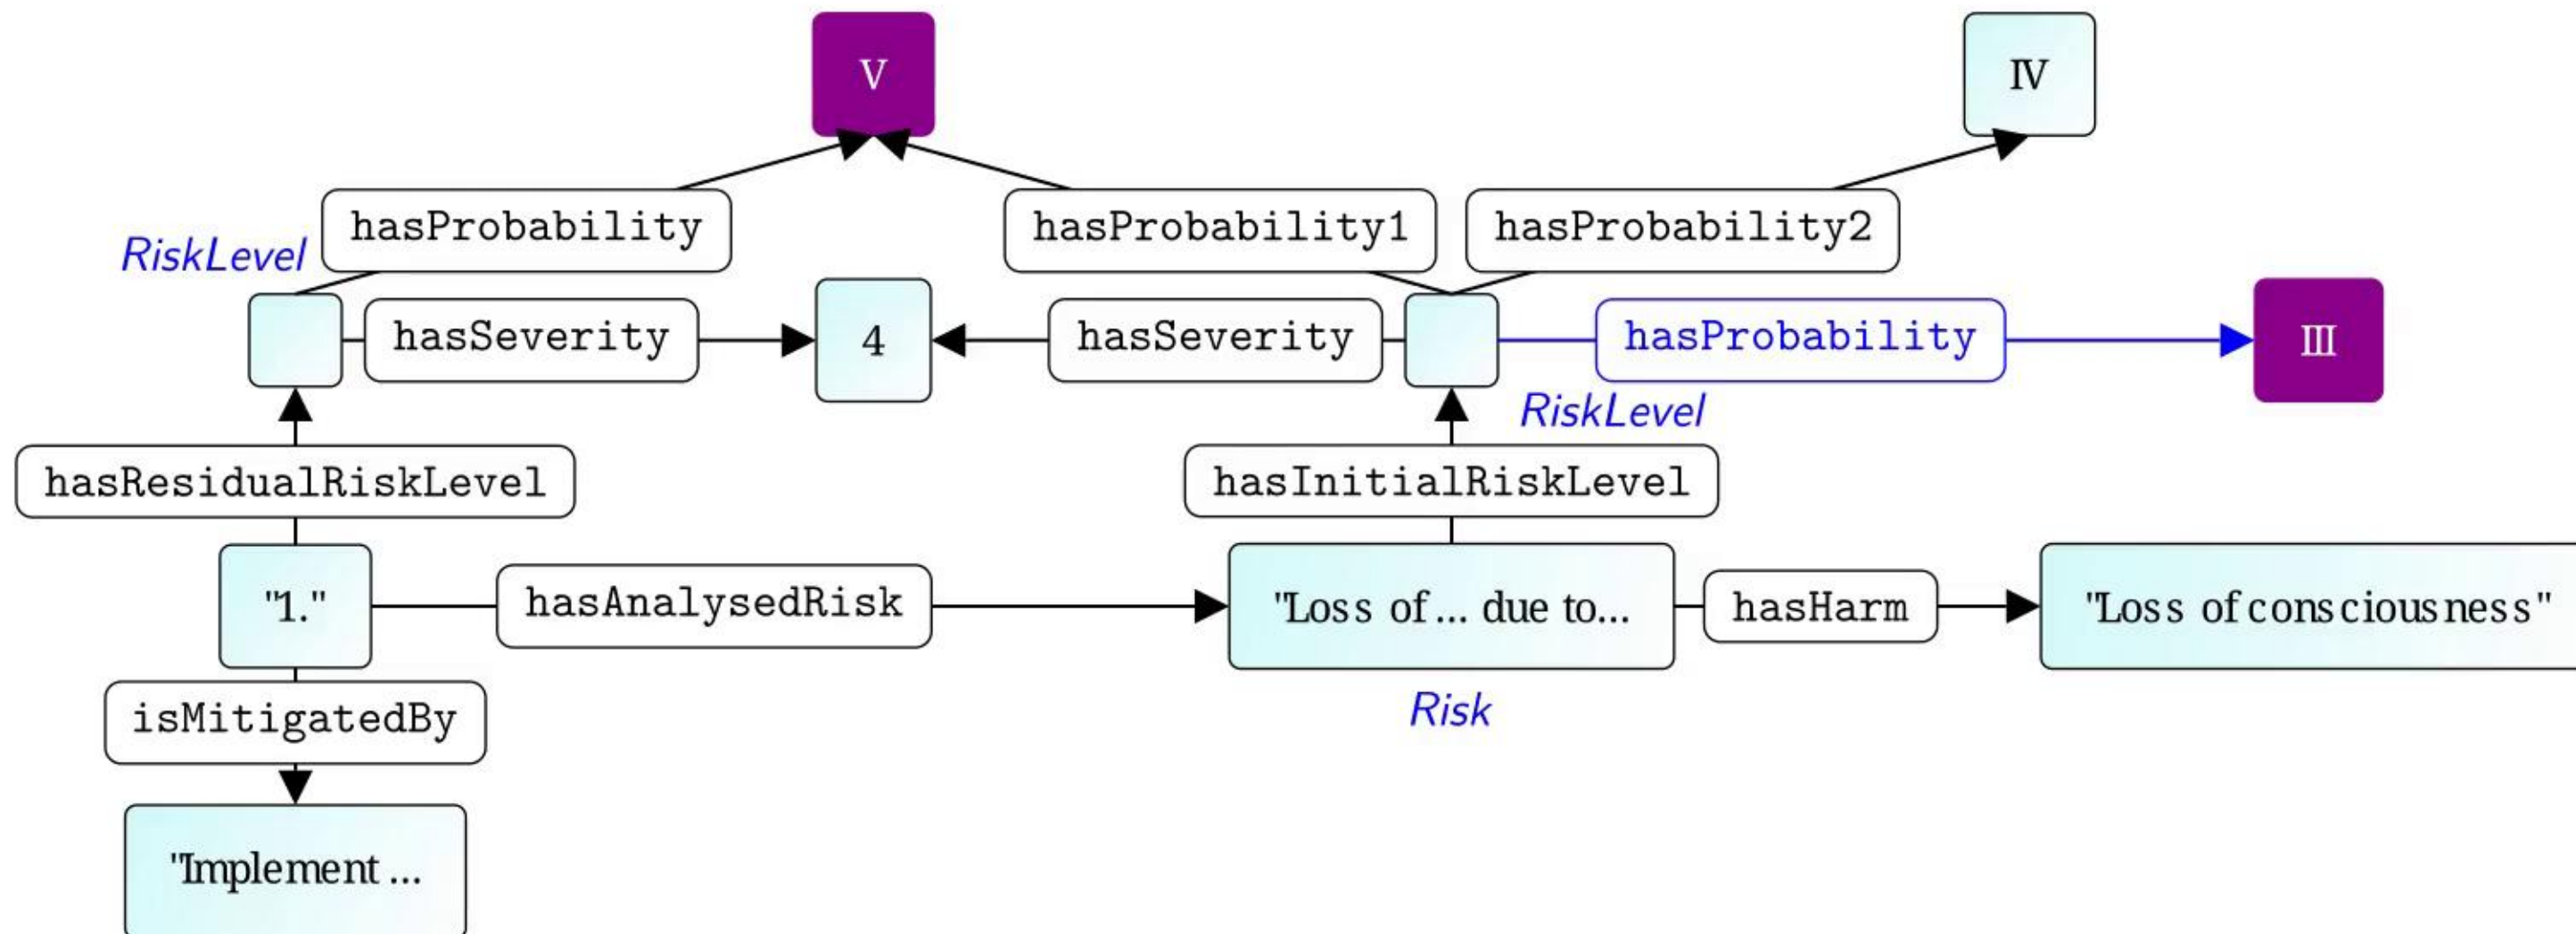 V
IV
hasProbability
hasProbability1
hasProbability2
RiskLevel
hasSeverity
4
hasSeverity
hasProbability
III
RiskLevel
hasResidualRiskLevel
hasInitialRiskLevel
"1."
hasAnalysedRisk
"Loss of ... due to...
hasHarm
"Loss of consciousness"
isMitigatedBy
Risk
"Implement ...